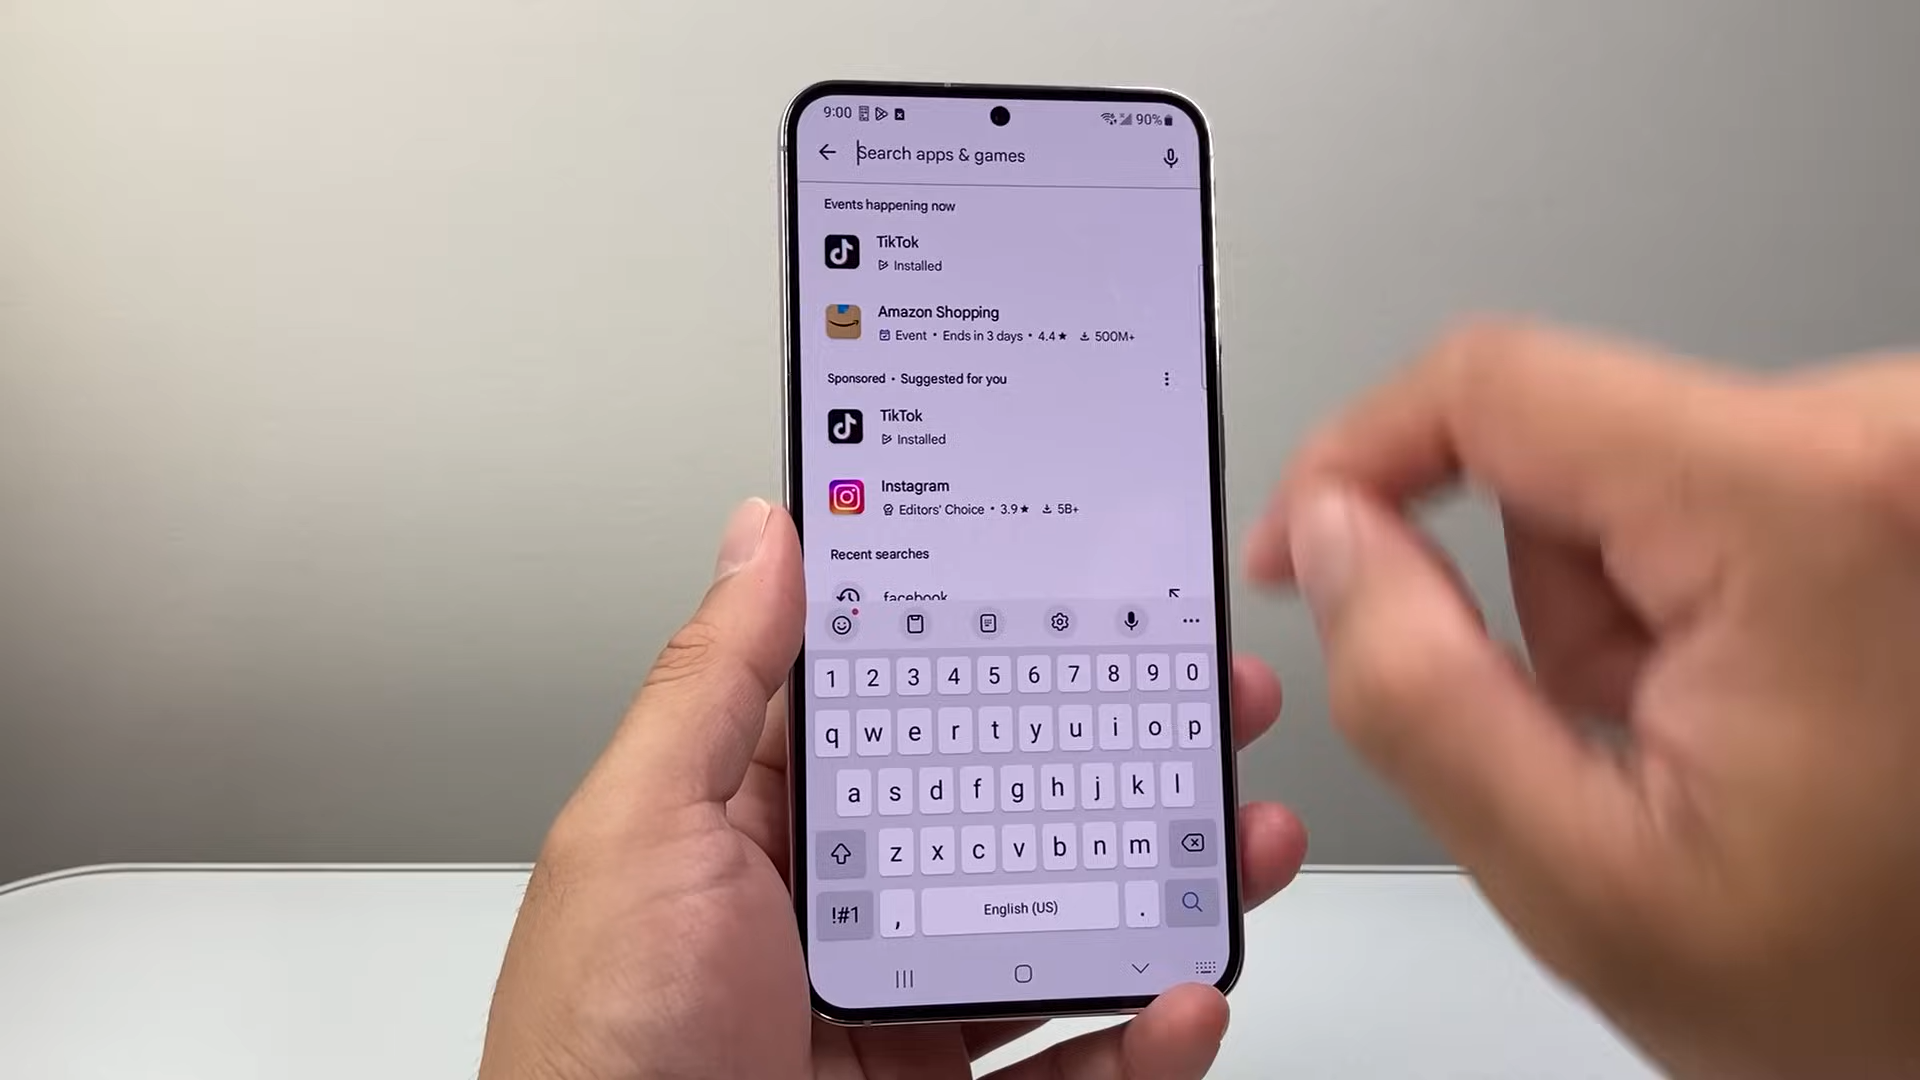 9:00 90%
Search apps & games
Events happening now
TikTok
Installed
Amazon Shopping
Event • Ends in 3 days • 4.4★ 500M+
Sponsored • Suggested for you
TikTok
Installed
Instagram
Editors' Choice • 3.9★ 5B+
Recent searches
facebook
1 2 3 4 5 6 7 8 9 0
q w e r t y u i o p
a s d f g h j k l
z x c v b n m
!#1 , English (US) .